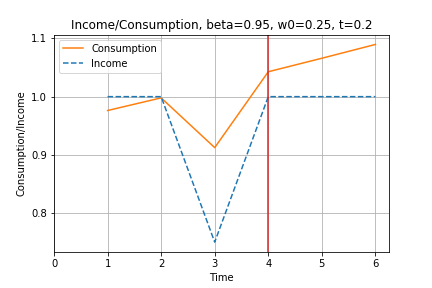 Income/Consumption, beta=0.95, w0=0.25, t=0.2
Consumption
Income
Consumption/Income
1.1
1.0
0.9
0.8
0 1 2 3 4 5 6
Time